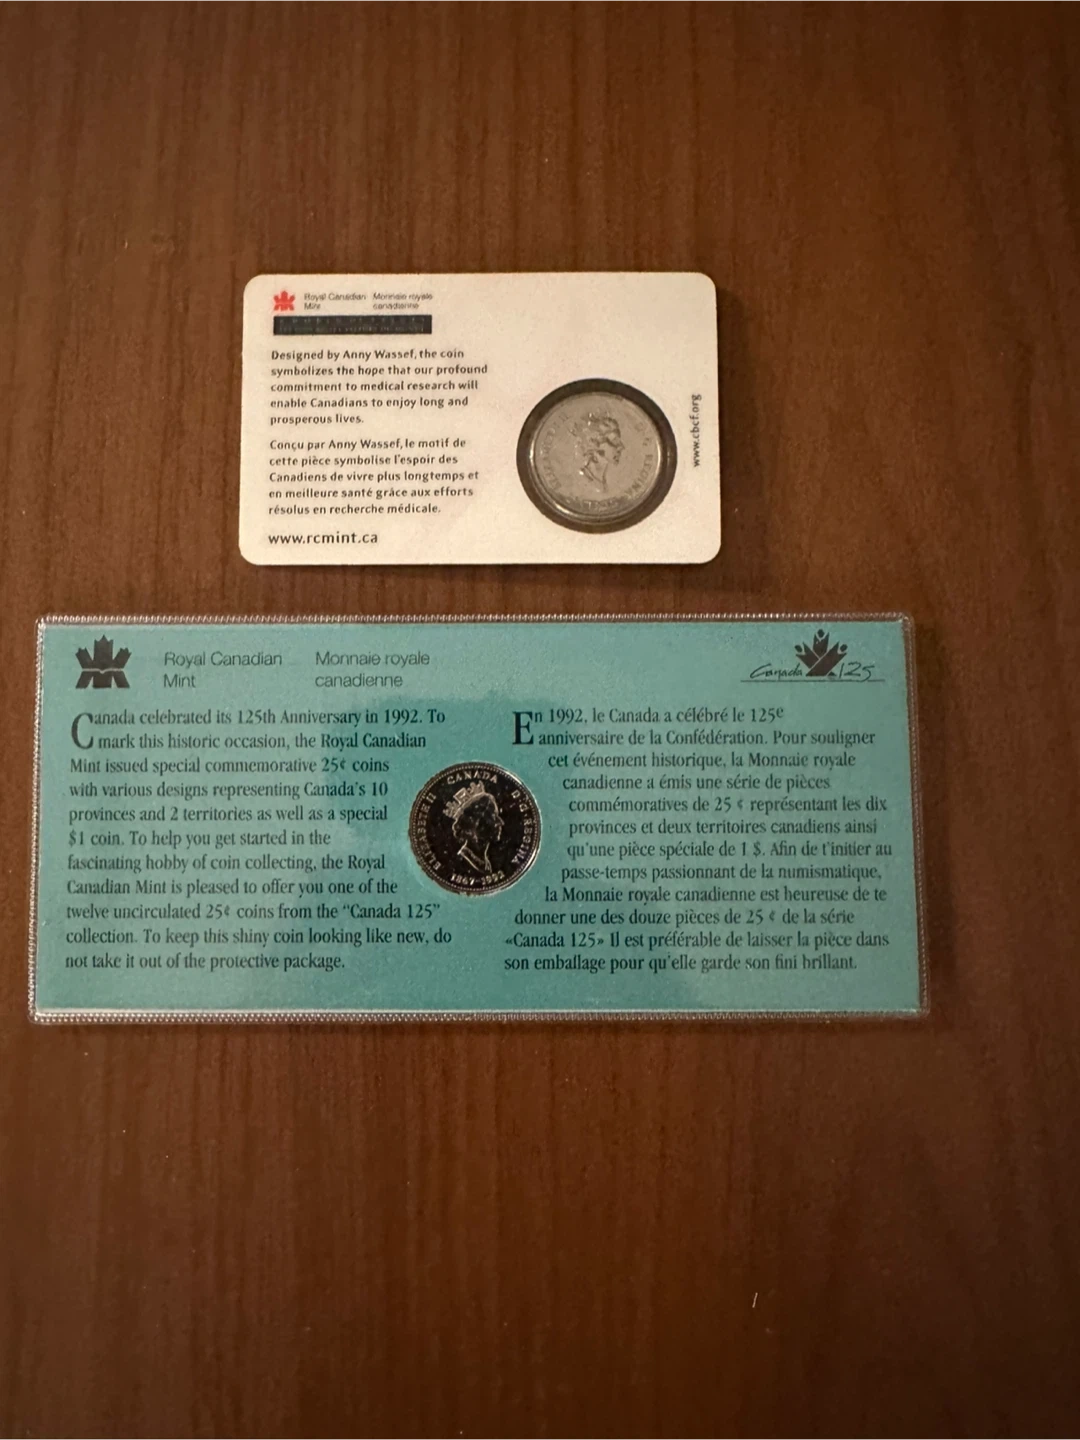 Royal Canadian Mint
Monnaie royale canadienne
Designed by Anny Wassef, the coin
symbolizes the hope that our profound
commitment to medical research will
enable Canadians to enjoy long and
prosperous lives.
Conçu par Anny Wassef, le motif de
cette pièce symbolise l'espoir des
Canadiens de vivre plus longtemps et
en meilleure santé grâce aux efforts
résolus en recherche médicale.
www.rcmint.ca
ELIZABETH II D·G·REGINA
www.cbcf.org
Royal Canadian
Mint
Monnaie royale
canadienne
Canada 125
Canada celebrated its 125th Anniversary in 1992. To
mark this historic occasion, the Royal Canadian
Mint issued special commemorative 25¢ coins
with various designs representing Canada's 10
provinces and 2 territories as well as a special
$1 coin. To help you get started in the
fascinating hobby of coin collecting, the Royal
Canadian Mint is pleased to offer you one of the
twelve uncirculated 25¢ coins from the "Canada 125"
collection. To keep this shiny coin looking like new, do
not take it out of the protective package.
ELIZABETH II CANADA D·G·REGINA
1867-1992
En 1992, le Canada a célébré le 125e
anniversaire de la Confédération. Pour souligner
cet événement historique, la Monnaie royale
canadienne a émis une série de pièces
commémoratives de 25 ¢ représentant les dix
provinces et deux territoires canadiens ainsi
qu'une pièce spéciale de 1 $. Afin de t'initier au
passe-temps passionnant de la numismatique,
la Monnaie royale canadienne est heureuse de te
donner une des douze pièces de 25 ¢ de la série
«Canada 125» Il est préférable de laisser la pièce dans
son emballage pour qu'elle garde son fini brillant.